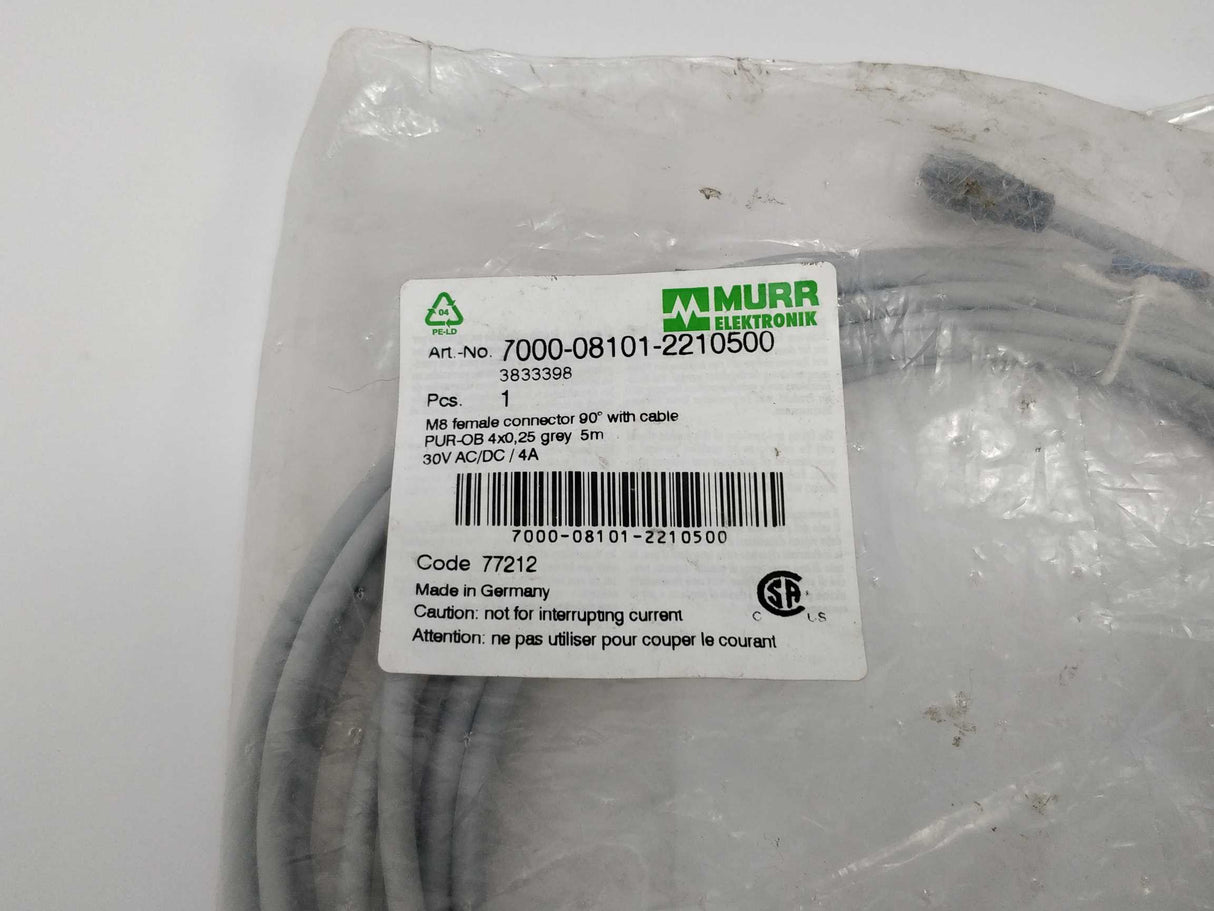 04
PE-LD
MURR
ELEKTRONIK
Art.-No. 7000-08101-2210500
3833398
Pcs. 1
M8 female connector 90° with cable
PUR-OB 4x0,25 grey 5m
30V AC/DC / 4A
7000-08101-2210500
Code 77212
Made in Germany
Caution: not for interrupting current
Attention: ne pas utiliser pour couper le courant
SA
C US